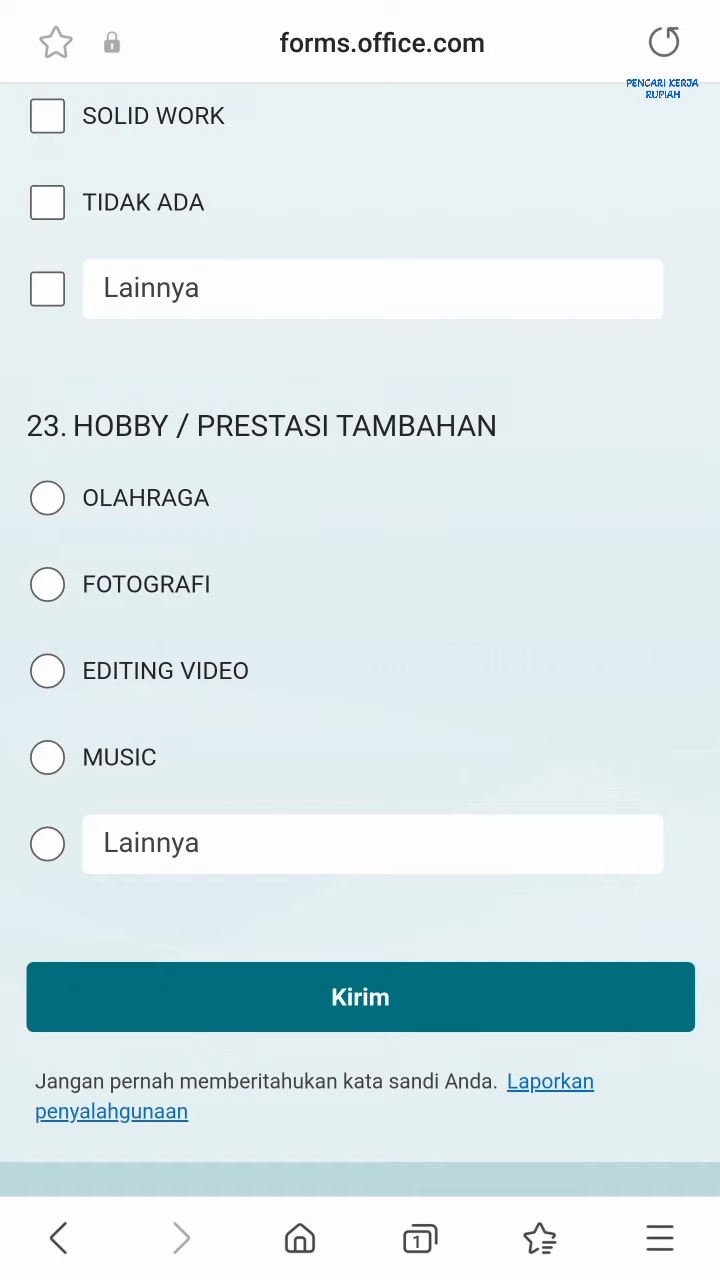 forms.office.com
PENCARI KERJA
RUPIAH
SOLID WORK
TIDAK ADA
Lainnya
23. HOBBY / PRESTASI TAMBAHAN
OLAHRAGA
FOTOGRAFI
EDITING VIDEO
MUSIC
Lainnya
Kirim
Jangan pernah memberitahukan kata sandi Anda. Laporkan
penyalahgunaan
1